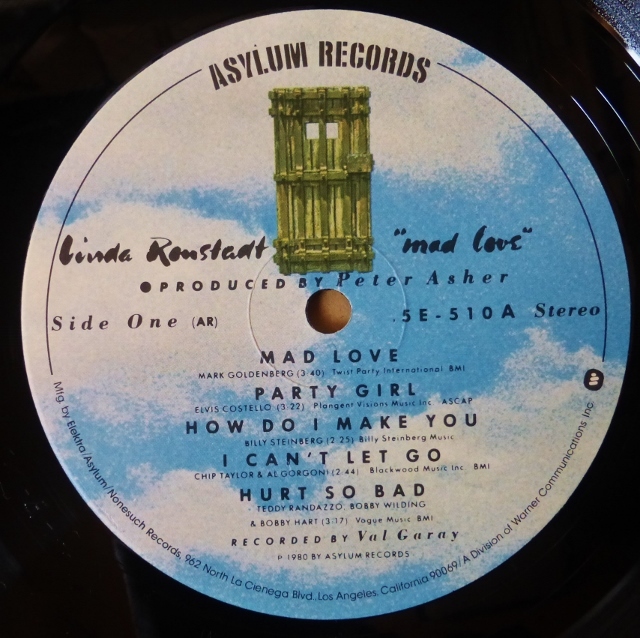 ASYLUM RECORDS
Linda Ronstadt "mad love"
●PRODUCED BY Peter Asher
Side One (AR) 5E-510A Stereo
MAD LOVE
MARK GOLDENBERG (3:40) Twist Party International BMI
PARTY GIRL
ELVIS COSTELLO (3:22) Plangent Visions Music Inc. ASCAP
HOW DO I MAKE YOU
BILLY STEINBERG (2:25) Billy Steinberg Music
I CAN'T LET GO
CHIP TAYLOR & AL GORGONI (2:44) Blackwood Music Inc. BMI
HURT SO BAD
TEDDY RANDAZZO, BOBBY WILDING
& BOBBY HART (3:17) Vogue Music BMI
RECORDED BY Val Garay
℗ 1980 BY ASYLUM RECORDS
Mfg. by Elektra/Asylum/Nonesuch Records, 962 North La Cienega Blvd., Los Angeles, California 90069/A Division of Warner Communications Inc.